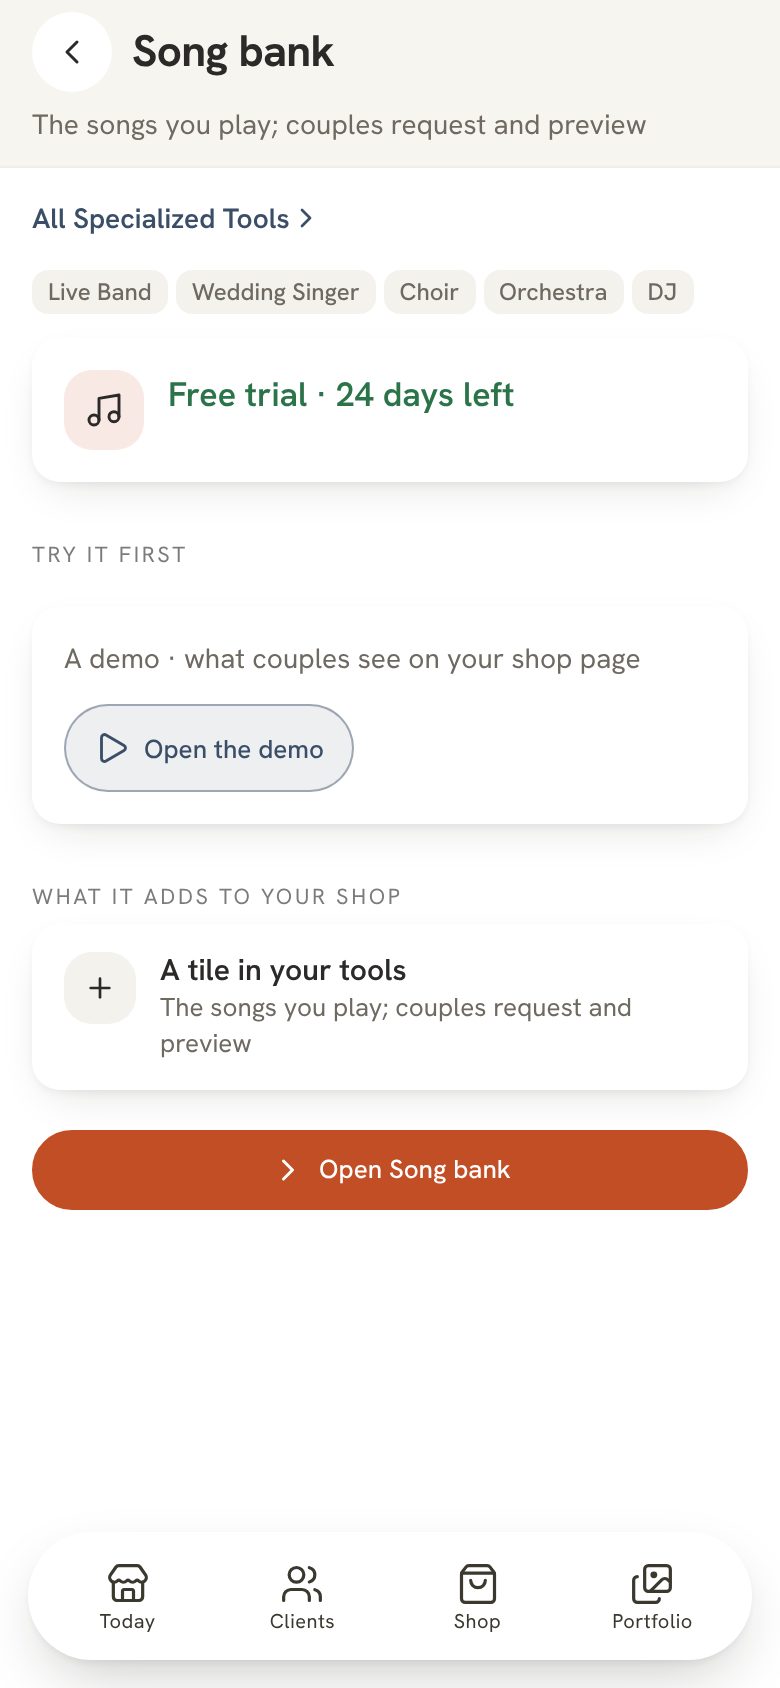 Song bank
The songs you play; couples request and preview
All Specialized Tools
Live Band Wedding Singer Choir Orchestra DJ
Free trial · 24 days left
TRY IT FIRST
A demo · what couples see on your shop page
Open the demo
WHAT IT ADDS TO YOUR SHOP
A tile in your tools
The songs you play; couples request and
preview
Open Song bank
Today Clients Shop Portfolio